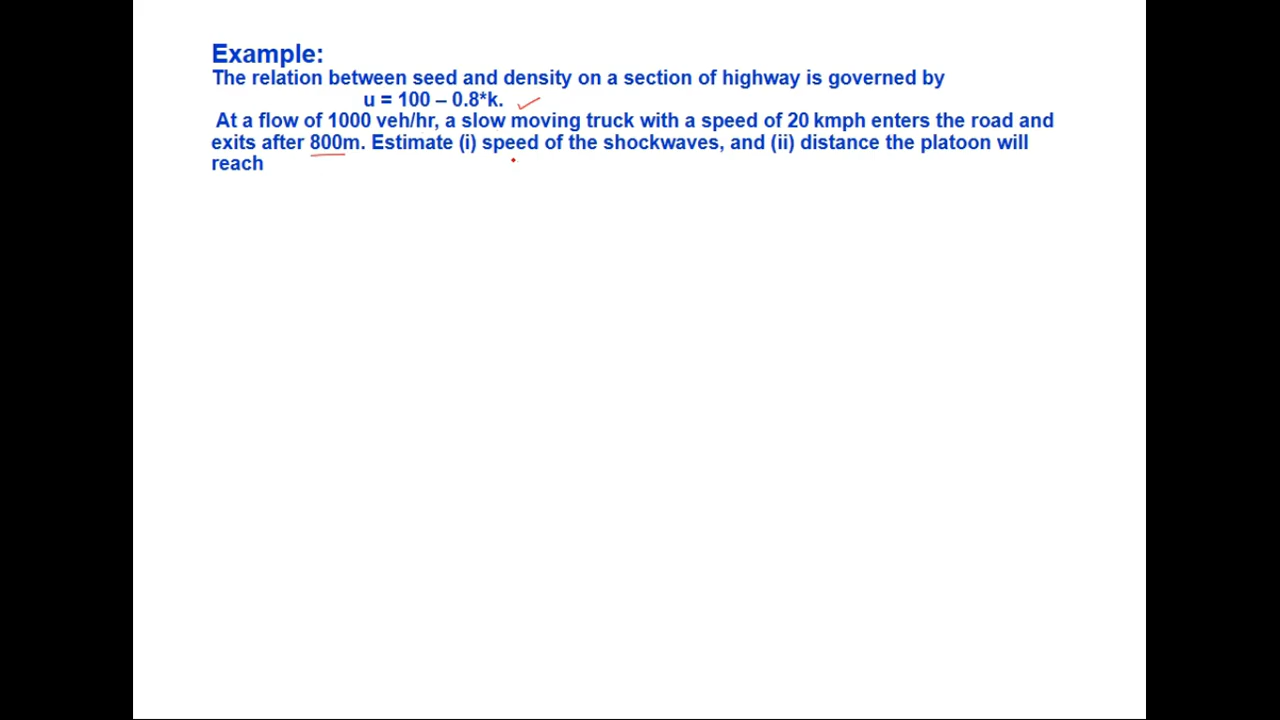 Example:
The relation between seed and density on a section of highway is governed by
u = 100 – 0.8*k.
At a flow of 1000 veh/hr, a slow moving truck with a speed of 20 kmph enters the road and
exits after 800m. Estimate (i) speed of the shockwaves, and (ii) distance the platoon will
reach